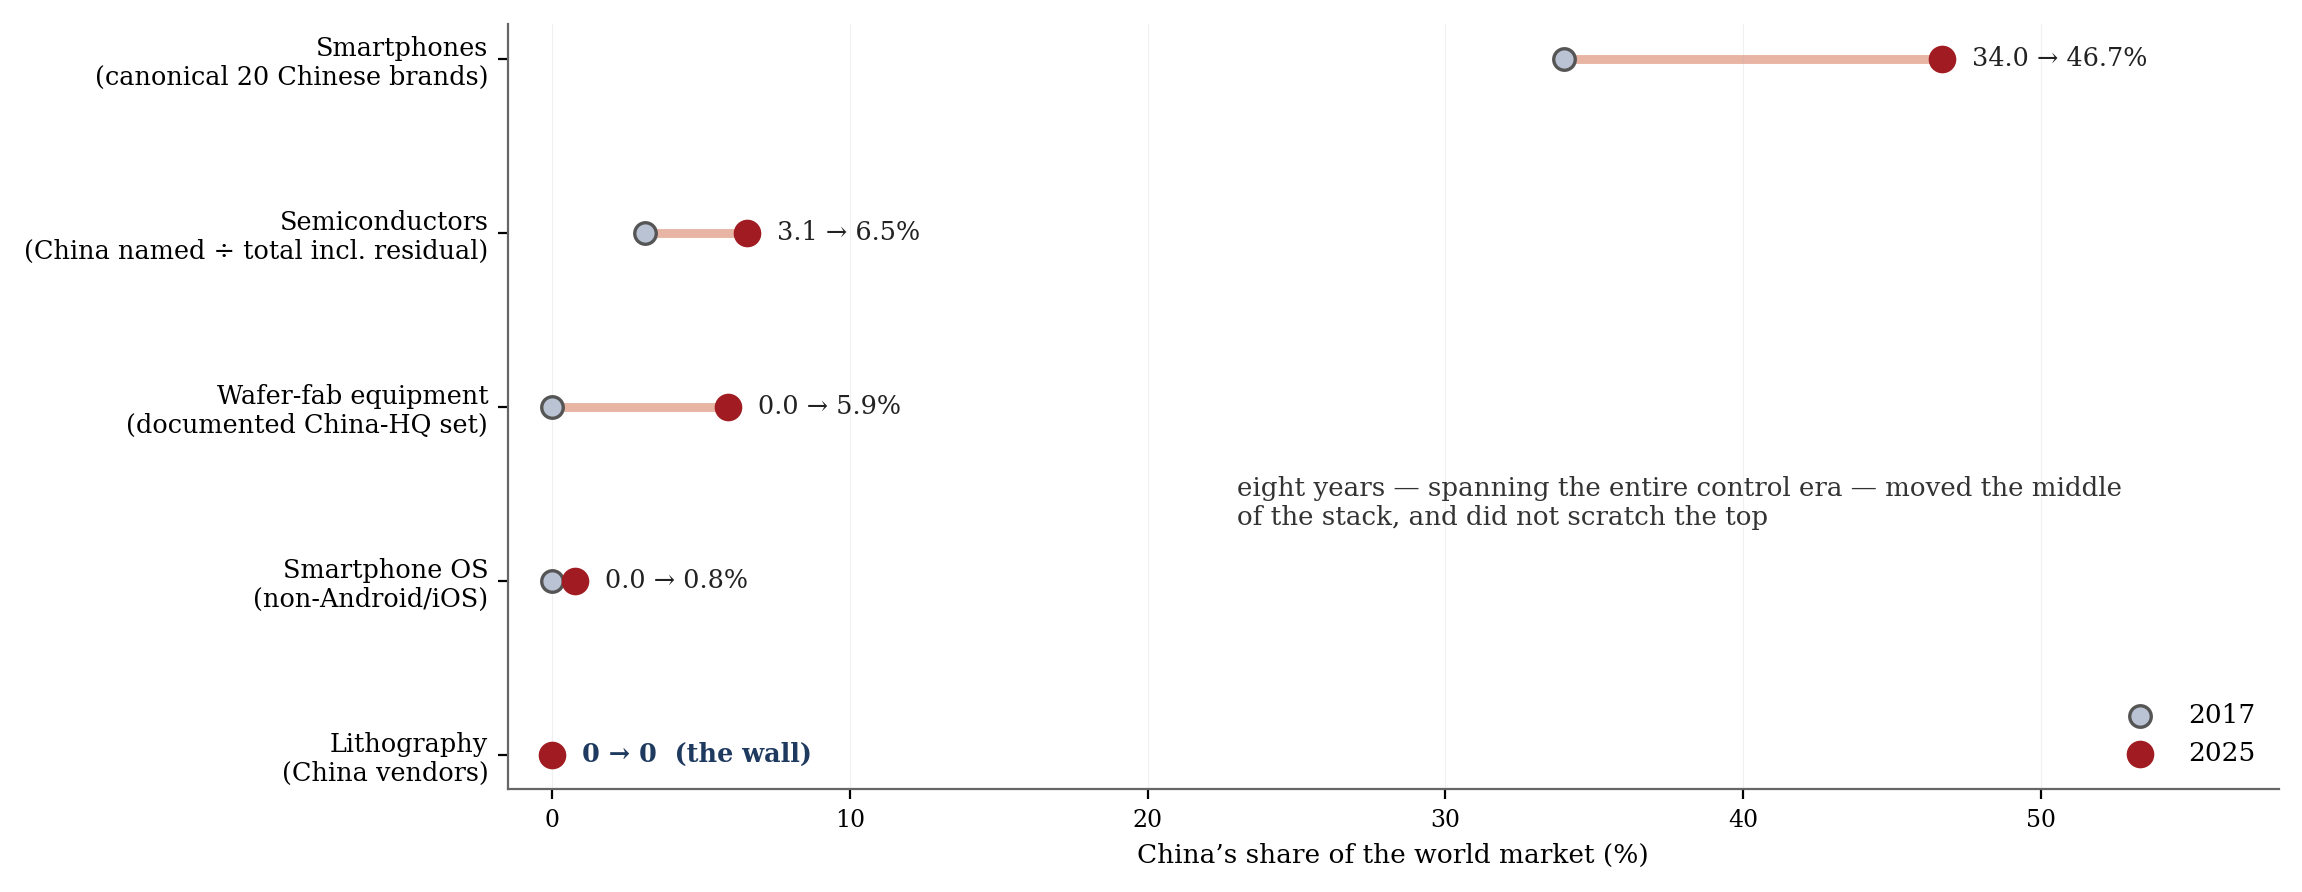 Smartphones
(canonical 20 Chinese brands)
34.0 → 46.7%
Semiconductors
(China named ÷ total incl. residual)
3.1 → 6.5%
Wafer-fab equipment
(documented China-HQ set)
0.0 → 5.9%
eight years — spanning the entire control era — moved the middle
of the stack, and did not scratch the top
Smartphone OS
(non-Android/iOS)
0.0 → 0.8%
Lithography
(China vendors)
0 → 0 (the wall)
2017
2025
0 10 20 30 40 50
China’s share of the world market (%)